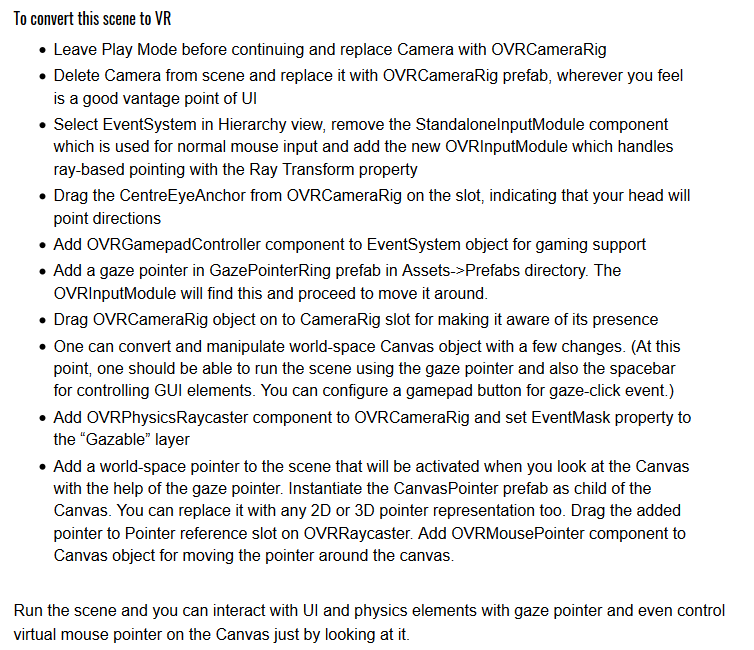 To convert this scene to VR
• Leave Play Mode before continuing and replace Camera with OVRCameraRig
• Delete Camera from scene and replace it with OVRCameraRig prefab, wherever you feel
is a good vantage point of UI
• Select EventSystem in Hierarchy view, remove the StandaloneInputModule component
which is used for normal mouse input and add the new OVRInputModule which handles
ray-based pointing with the Ray Transform property
• Drag the CentreEyeAnchor from OVRCameraRig on the slot, indicating that your head will
point directions
• Add OVRGamepadController component to EventSystem object for gaming support
• Add a gaze pointer in GazePointerRing prefab in Assets->Prefabs directory. The
OVRInputModule will find this and proceed to move it around.
• Drag OVRCameraRig object on to CameraRig slot for making it aware of its presence
• One can convert and manipulate world-space Canvas object with a few changes. (At this
point, one should be able to run the scene using the gaze pointer and also the spacebar
for controlling GUI elements. You can configure a gamepad button for gaze-click event.)
• Add OVRPhysicsRaycaster component to OVRCameraRig and set EventMask property to
the “Gazable” layer
• Add a world-space pointer to the scene that will be activated when you look at the Canvas
with the help of the gaze pointer. Instantiate the CanvasPointer prefab as child of the
Canvas. You can replace it with any 2D or 3D pointer representation too. Drag the added
pointer to Pointer reference slot on OVRRaycaster. Add OVRMousePointer component to
Canvas object for moving the pointer around the canvas.
Run the scene and you can interact with UI and physics elements with gaze pointer and even control
virtual mouse pointer on the Canvas just by looking at it.